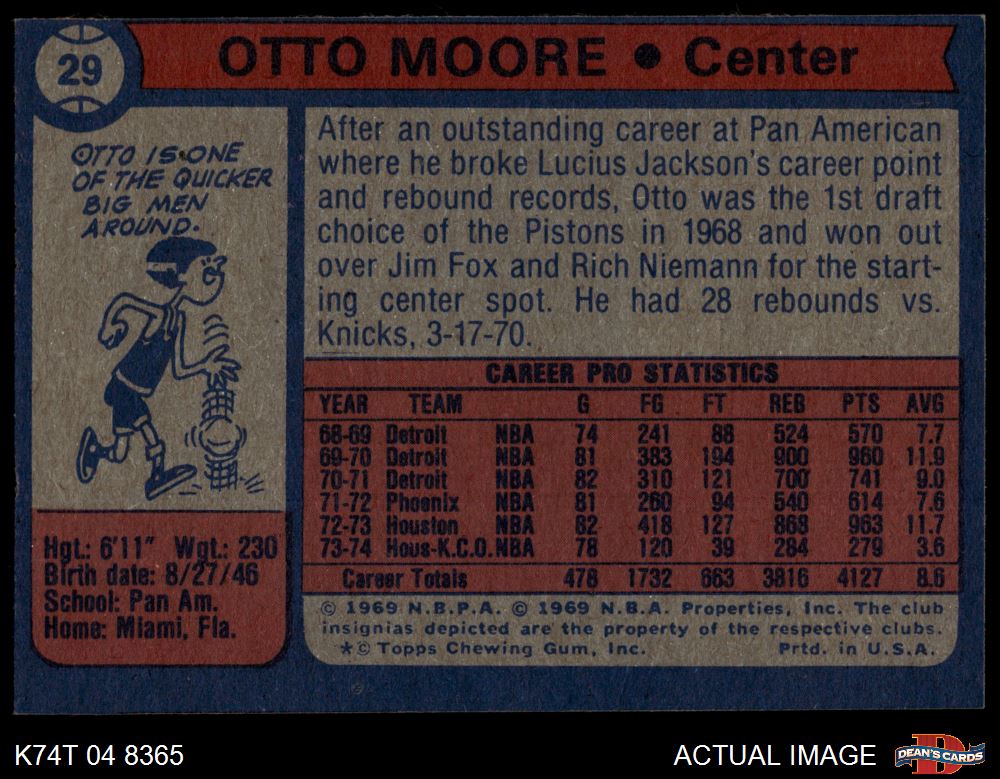 29
OTTO MOORE ● Center
OTTO IS ONE
OF THE QUICKER
BIG MEN
AROUND.
After an outstanding career at Pan American
where he broke Lucius Jackson's career point
and rebound records, Otto was the 1st draft
choice of the Pistons in 1968 and won out
over Jim Fox and Rich Niemann for the start-
ing center spot. He had 28 rebounds vs.
Knicks, 3-17-70.
Hgt.: 6'11" Wgt.: 230
Birth date: 8/27/46
School: Pan Am.
Home: Miami, Fla.
CAREER PRO STATISTICS
YEAR TEAM G FG FT REB PTS AVG
68-69 Detroit NBA 74 241 88 524 570 7.7
69-70 Detroit NBA 81 383 194 900 960 11.9
70-71 Detroit NBA 82 310 121 700 741 9.0
71-72 Phoenix NBA 81 260 94 540 614 7.6
72-73 Houston NBA 82 418 127 868 963 11.7
73-74 Hous-K.C.O. NBA 78 120 39 284 279 3.6
Career Totals 478 1732 663 3816 4127 8.6
© 1969 N.B.P.A. © 1969 N.B.A. Properties, Inc. The club
insignias depicted are the property of the respective clubs.
*© Topps Chewing Gum, Inc. Prtd. in U.S.A.
K74T 04 8365 ACTUAL IMAGE DEAN'S CARDS